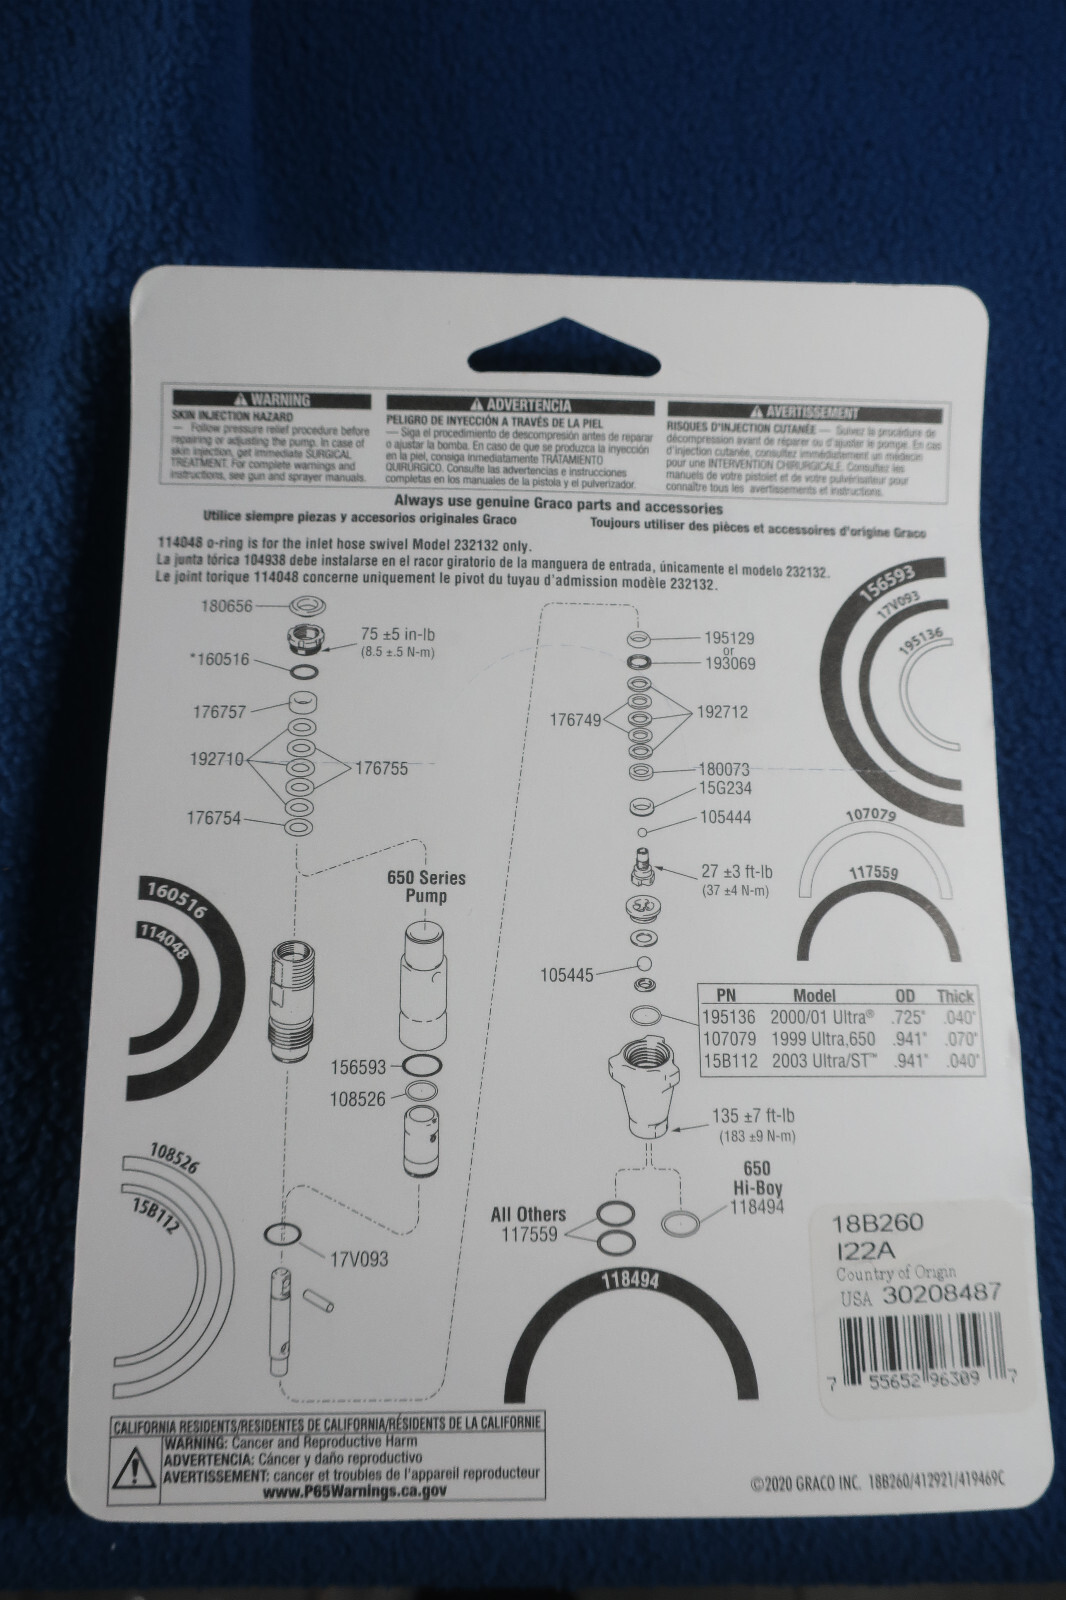 WARNING
SKIN INJECTION HAZARD
— Follow pressure relief procedure before
repairing or adjusting the pump. In case of
skin injection, get immediate SURGICAL
TREATMENT. For complete warnings and
instructions, see gun and sprayer manuals.
ADVERTENCIA
PELIGRO DE INYECCIÓN A TRAVÉS DE LA PIEL
— Siga el procedimiento de descompresión antes de reparar
o ajustar la bomba. En caso de que se produzca la inyección
en la piel, consiga inmediatamente TRATAMIENTO
QUIRÚRGICO. Consulte las advertencias e instrucciones
completas en los manuales de la pistola y el pulverizador.
AVERTISSEMENT
RISQUES D'INJECTION CUTANÉE — Suivez la procédure de
décompression avant de réparer ou d'ajuster le pompe. En cas
d'injection cutanée, consultez immédiatement un médecin
pour une INTERVENTION CHIRURGICALE. Consultez les
manuels de votre pistolet et de votre pulvérisateur pour
connaître tous les avertissements et instructions.
Always use genuine Graco parts and accessories
Utilice siempre piezas y accesorios originales Graco
Toujours utiliser des pièces et accessoires d'origine Graco
114048 o-ring is for the inlet hose swivel Model 232132 only.
La junta tórica 104938 debe instalarse en el racor giratorio de la manguera de entrada, únicamente el modelo 232132.
Le joint torique 114048 concerne uniquement le pivot du tuyau d'admission modèle 232132.
180656
75 ±5 in-lb
(8.5 ±.5 N-m)
*160516
176757
192710
176755
176754
650 Series
Pump
160516
114048
156593
108526
108526
15B112
17V093
195129
or
193069
176749
192712
180073
15G234
105444
27 ±3 ft-lb
(37 ±4 N-m)
105445
156593
17V093
195136
107079
117559
PN Model OD Thick
195136 2000/01 Ultra® .725" .040"
107079 1999 Ultra,650 .941" .070"
15B112 2003 Ultra/ST™ .941" .040"
135 ±7 ft-lb
(183 ±9 N-m)
650
Hi-Boy
118494
All Others
117559
118494
18B260
I22A
Country of Origin
USA 30208487
7 55652 96309 7
CALIFORNIA RESIDENTS/RESIDENTES DE CALIFORNIA/RÉSIDENTS DE LA CALIFORNIE
WARNING: Cancer and Reproductive Harm
ADVERTENCIA: Cáncer y daño reproductivo
AVERTISSEMENT: cancer et troubles de l'appareil reproducteur
www.P65Warnings.ca.gov
©2020 GRACO INC. 18B260/412921/419469C